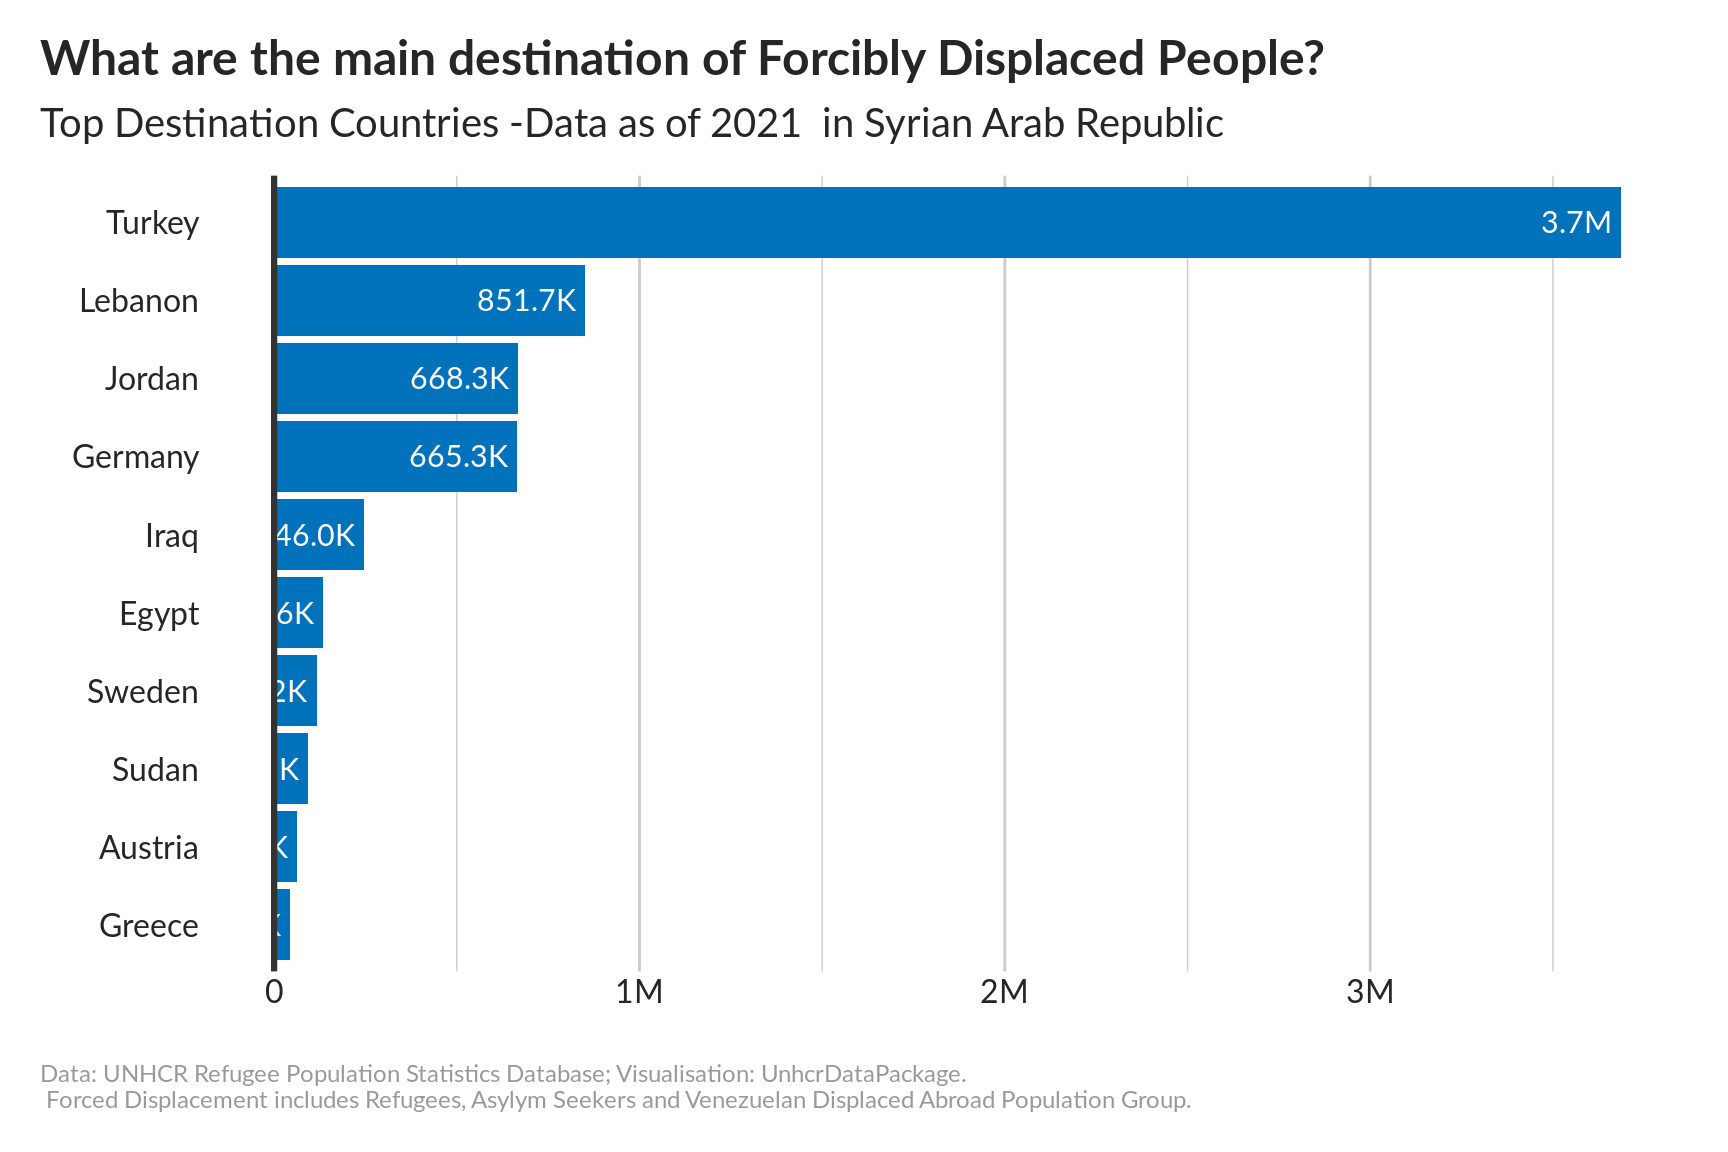 What are the main destination of Forcibly Displaced People?
Top Destination Countries -Data as of 2021  in Syrian Arab Republic
Turkey 3.7M
Lebanon 851.7K
Jordan 668.3K
Germany 665.3K
Iraq 46.0K
Egypt 6K
Sweden 2K
Sudan K
Austria K
Greece
0 1M 2M 3M
Data: UNHCR Refugee Population Statistics Database; Visualisation: UnhcrDataPackage.
Forced Displacement includes Refugees, Asylym Seekers and Venezuelan Displaced Abroad Population Group.